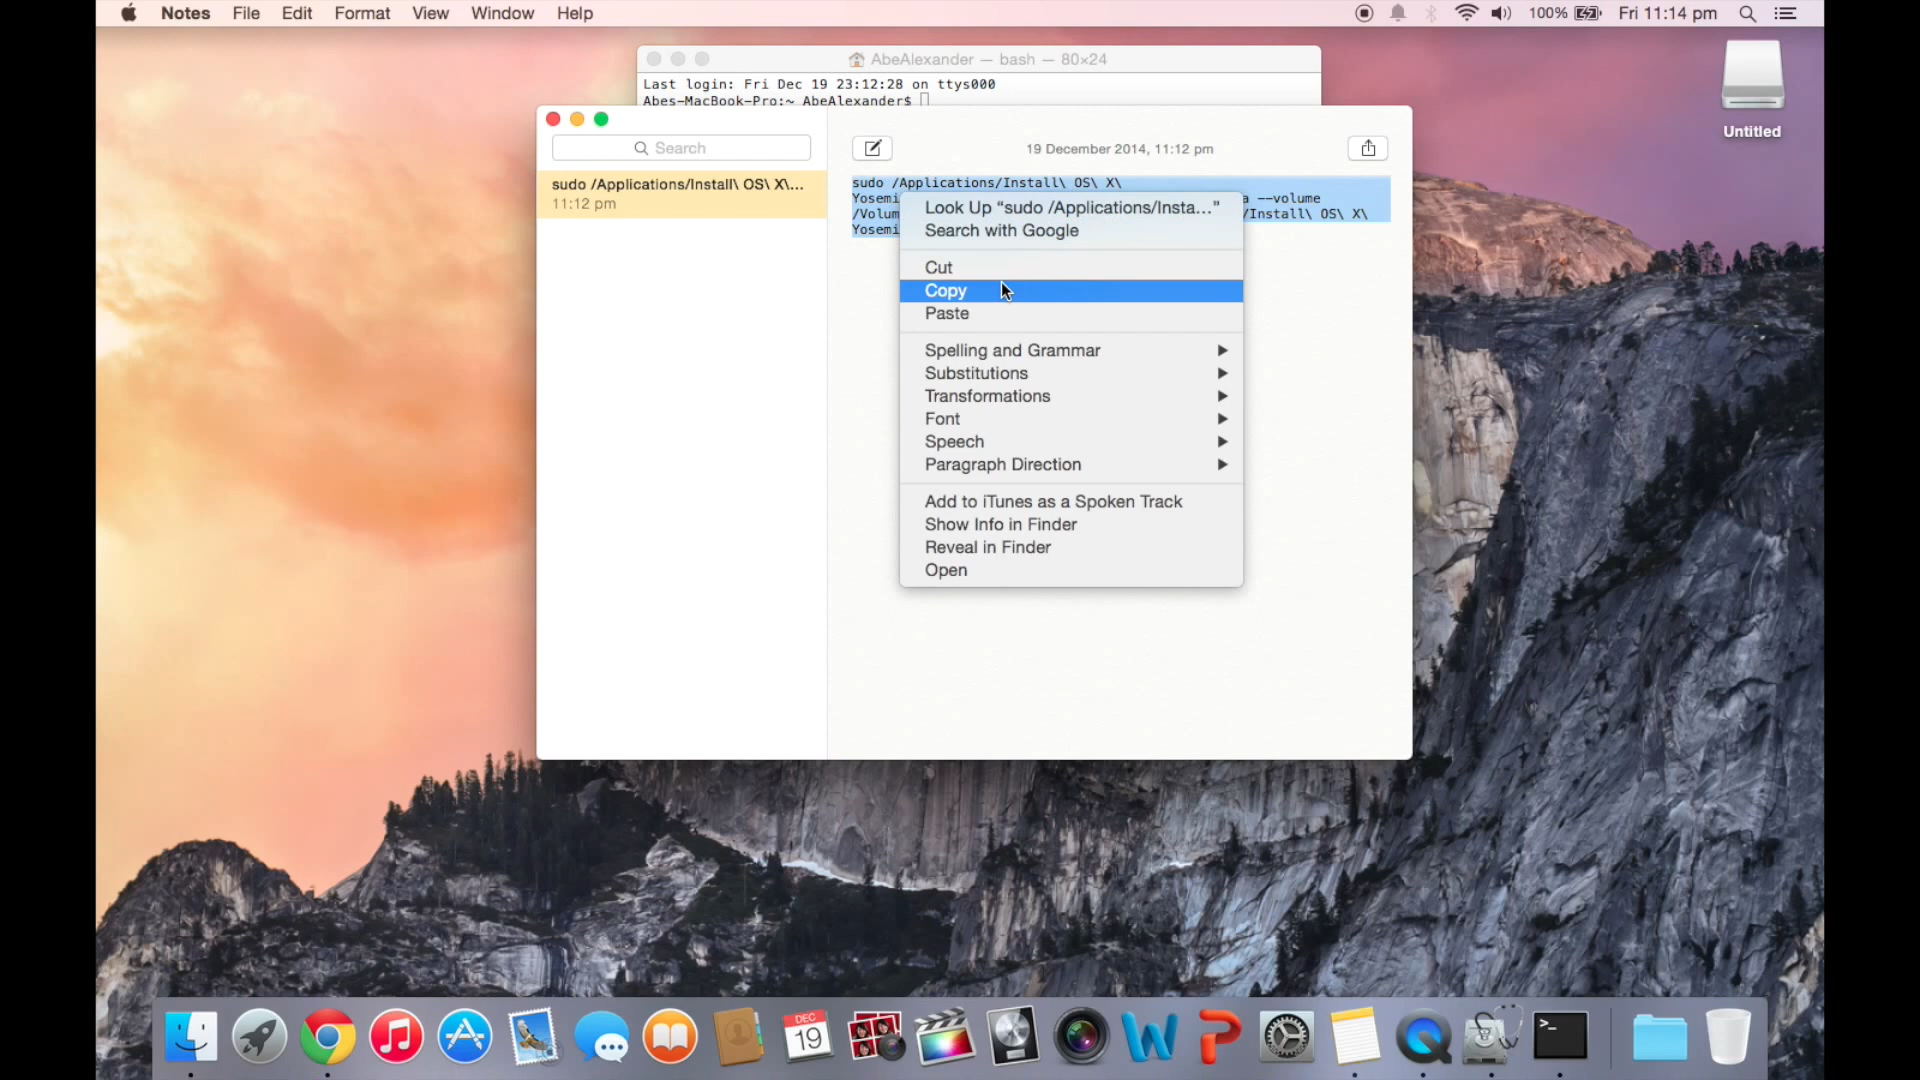 Notes File Edit Format View Window Help 100% Fri 11:14 pm
AbeAlexander — bash — 80×24
Last login: Fri Dec 19 23:12:28 on ttys000
Abes-MacBook-Pro:~ AbeAlexander$
Untitled
Search
19 December 2014, 11:12 pm
sudo /Applications/Install\ OS\ X\...
11:12 pm
sudo /Applications/Install\ OS\ X\
--volume
/Install\ OS\ X\
Look Up “sudo /Applications/Insta...”
Search with Google
Cut
Copy
Paste
Spelling and Grammar
Substitutions
Transformations
Font
Speech
Paragraph Direction
Add to iTunes as a Spoken Track
Show Info in Finder
Reveal in Finder
Open
DEC
19